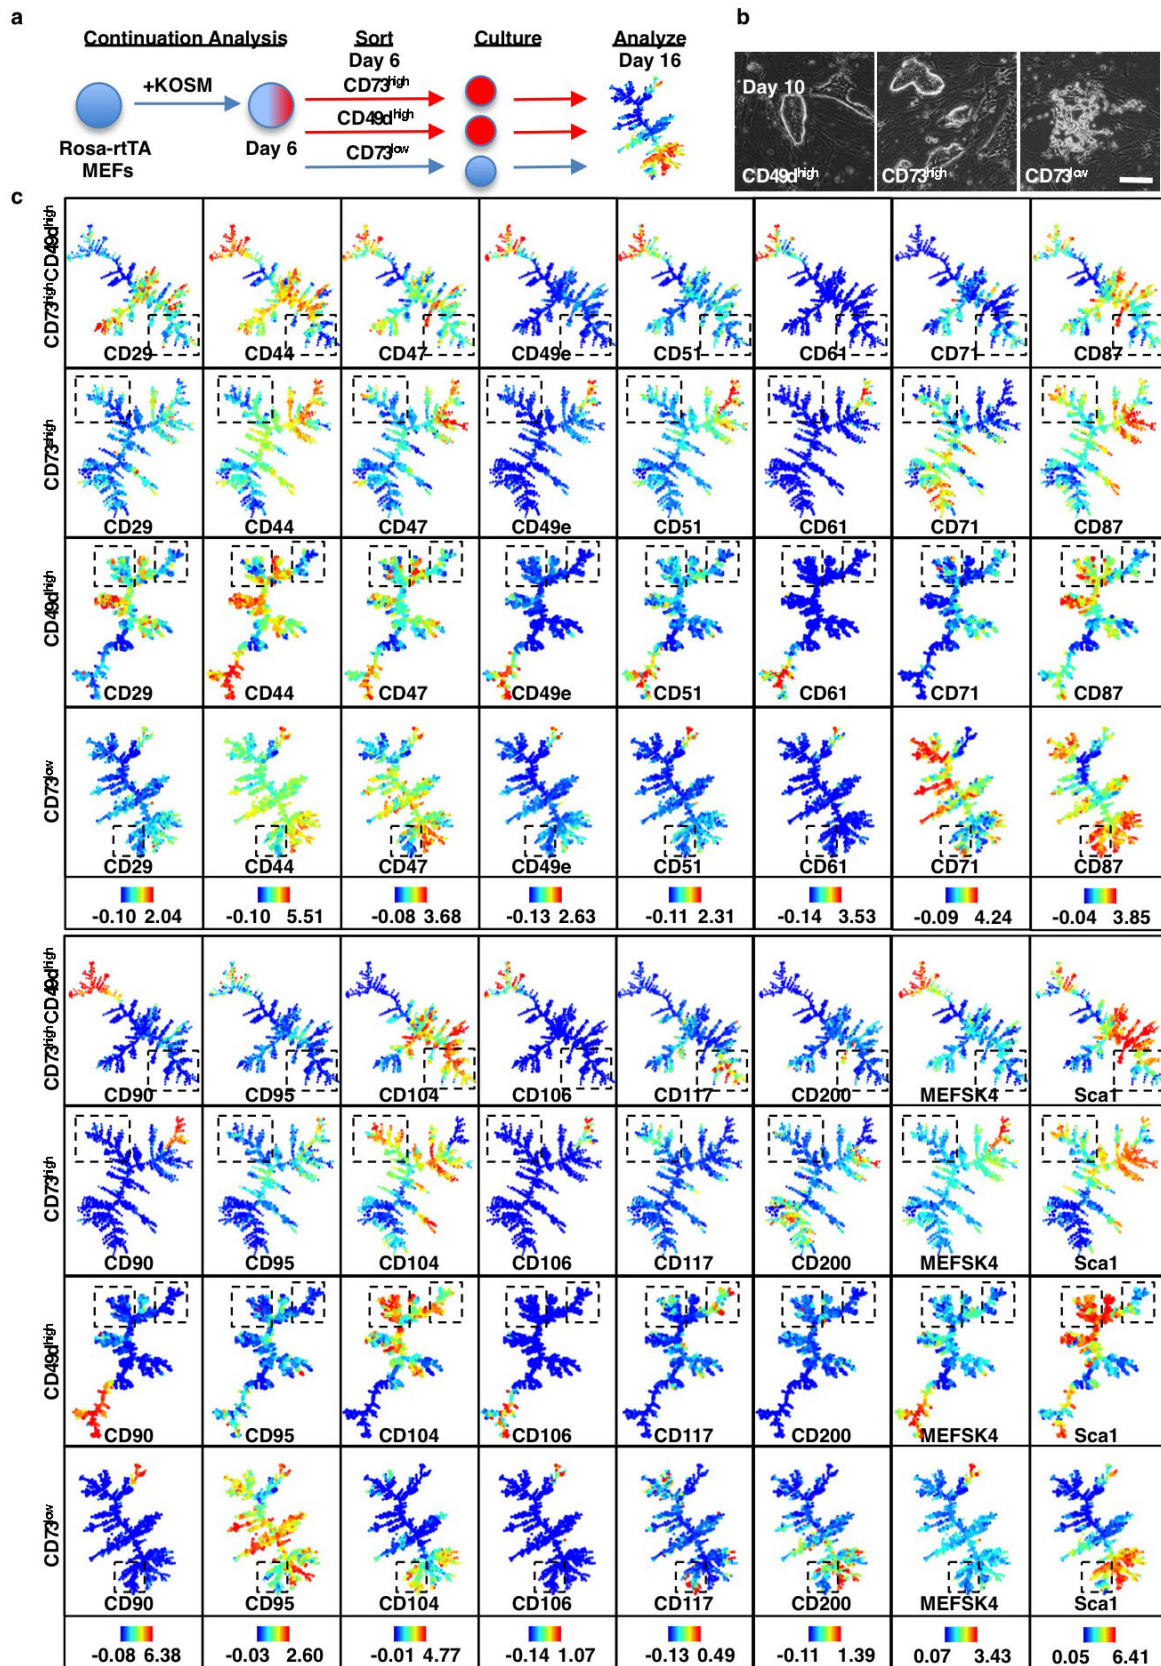 a
Continuation Analysis Sort Culture Analyze
Day 6 Day 16
+KOSM CD73high
CD49dhigh
CD73low
Rosa-rtTA Day 6
MEFs
b
Day 10
CD49dhigh CD73high CD73low
c
CD73highCD49dhigh
CD29 CD44 CD47 CD49e CD51 CD61 CD71 CD87
CD73high
CD29 CD44 CD47 CD49e CD51 CD61 CD71 CD87
CD49dhigh
CD29 CD44 CD47 CD49e CD51 CD61 CD71 CD87
CD73low
CD29 CD44 CD47 CD49e CD51 CD61 CD71 CD87
-0.10 2.04 -0.10 5.51 -0.08 3.68 -0.13 2.63 -0.11 2.31 -0.14 3.53 -0.09 4.24 -0.04 3.85
CD73highCD49dhigh
CD90 CD95 CD104 CD106 CD117 CD200 MEFSK4 Sca1
CD73high
CD90 CD95 CD104 CD106 CD117 CD200 MEFSK4 Sca1
CD49dhigh
CD90 CD95 CD104 CD106 CD117 CD200 MEFSK4 Sca1
CD73low
CD90 CD95 CD104 CD106 CD117 CD200 MEFSK4 Sca1
-0.08 6.38 -0.03 2.60 -0.01 4.77 -0.14 1.07 -0.13 0.49 -0.11 1.39 0.07 3.43 0.05 6.41